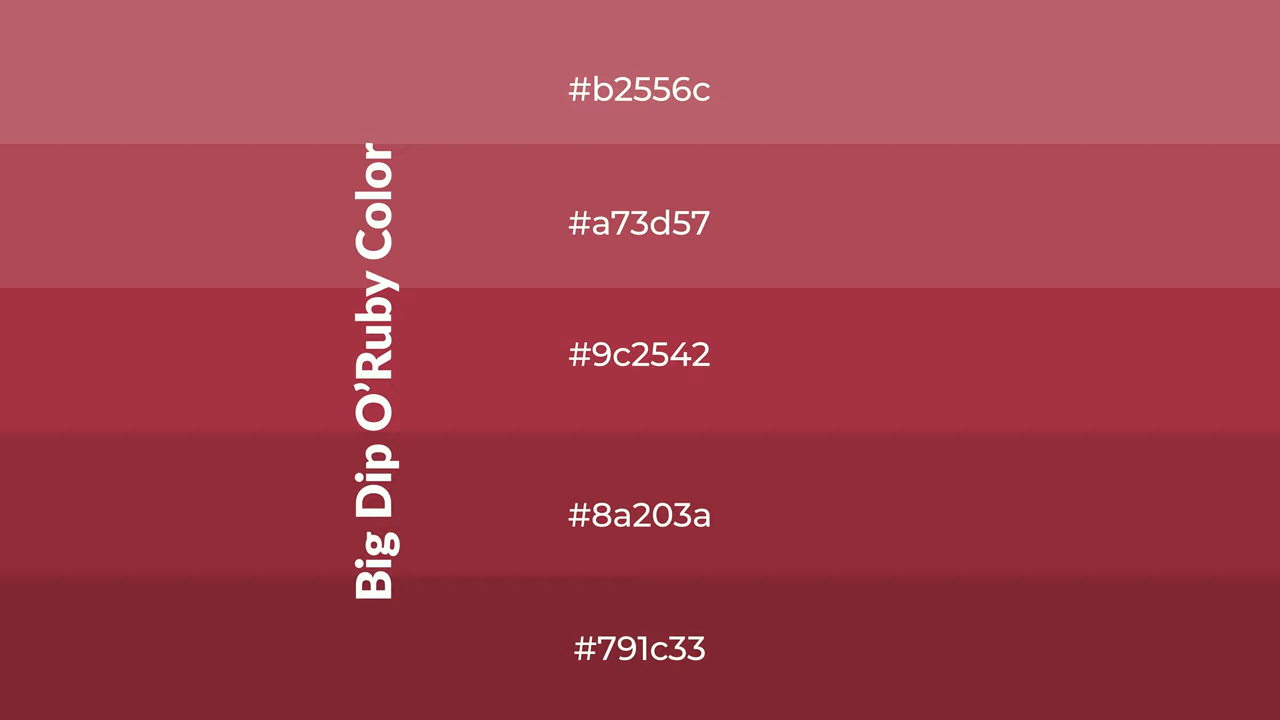 Big Dip O’Ruby Color
#b2556c
#a73d57
#9c2542
#8a203a
#791c33